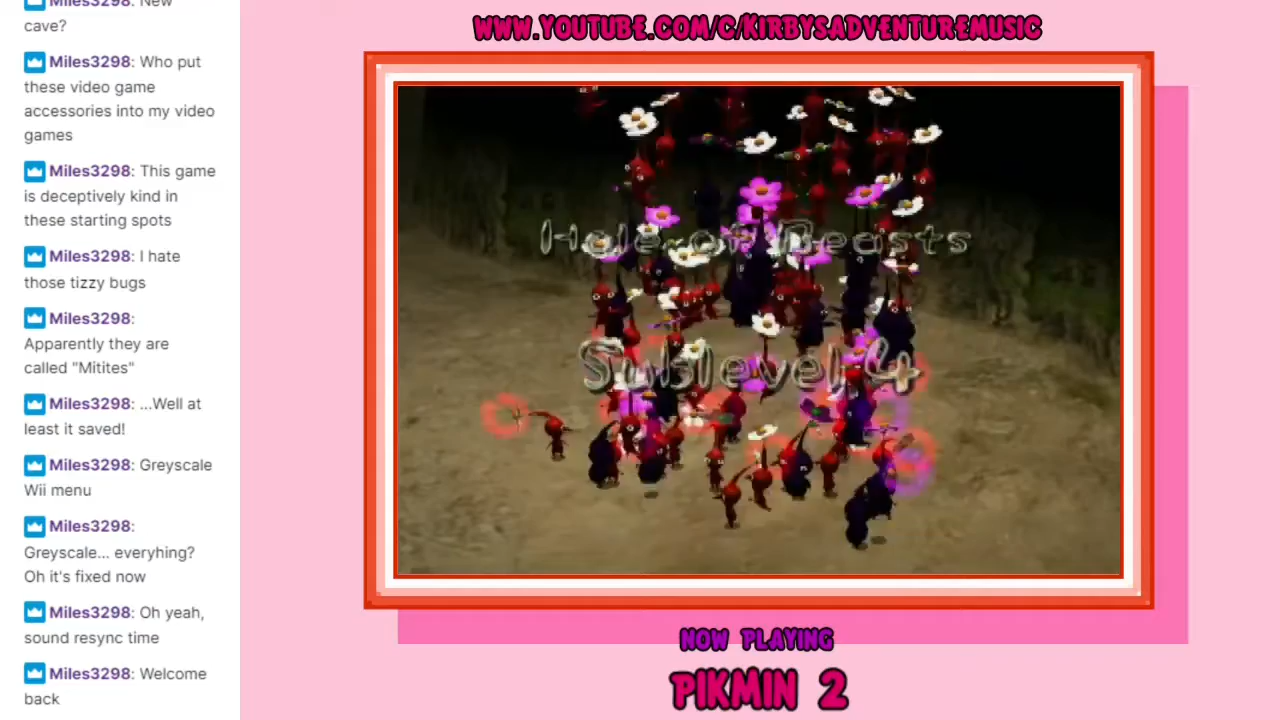 Miles3298: New
cave?
Miles3298: Who put
these video game
accessories into my video
games
Miles3298: This game
is deceptively kind in
these starting spots
Miles3298: I hate
those tizzy bugs
Miles3298:
Apparently they are
called "Mitites"
Miles3298: ...Well at
least it saved!
Miles3298: Greyscale
Wii menu
Miles3298:
Greyscale... everyhing?
Oh it's fixed now
Miles3298: Oh yeah,
sound resync time
Miles3298: Welcome
back
WWW.YOUTUBE.COM/C/KIRBYSADVENTUREMUSIC
Hole of Beasts
Sublevel 4
NOW PLAYING
PIKMIN 2